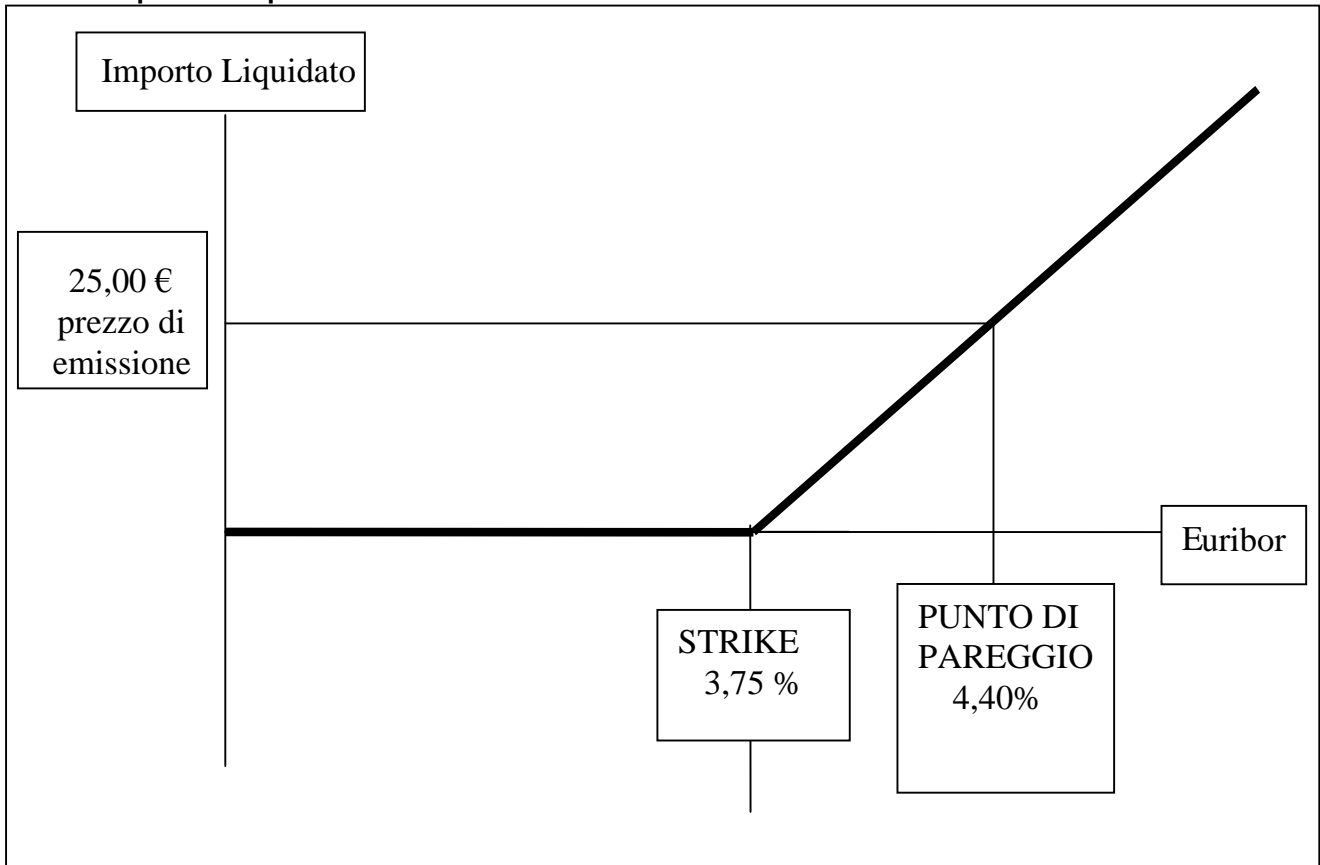 Importo Liquidato
25,00 €
prezzo di
emissione
Euribor
STRIKE
3,75 %
PUNTO DI
PAREGGIO
4,40%